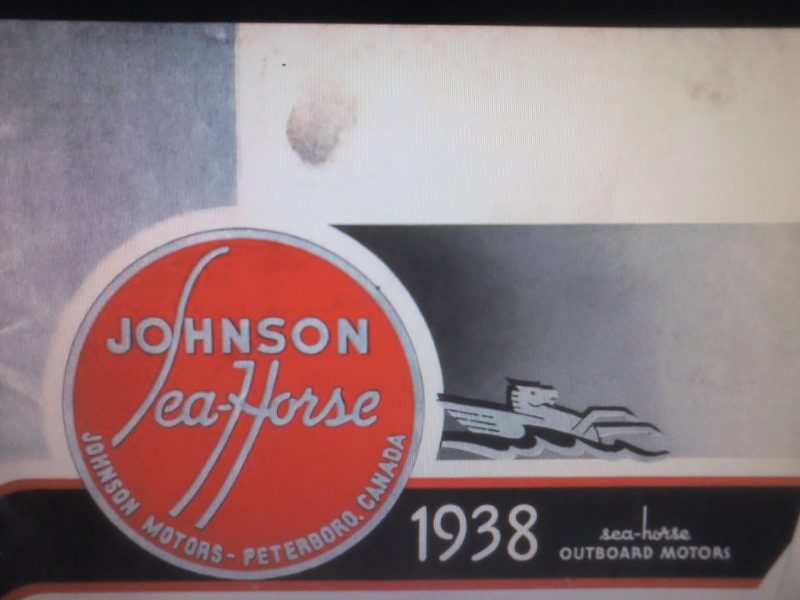 JOHNSON
Sea-Horse
JOHNSON MOTORS - PETERBORO. CANADA
1938
sea-horse
OUTBOARD MOTORS